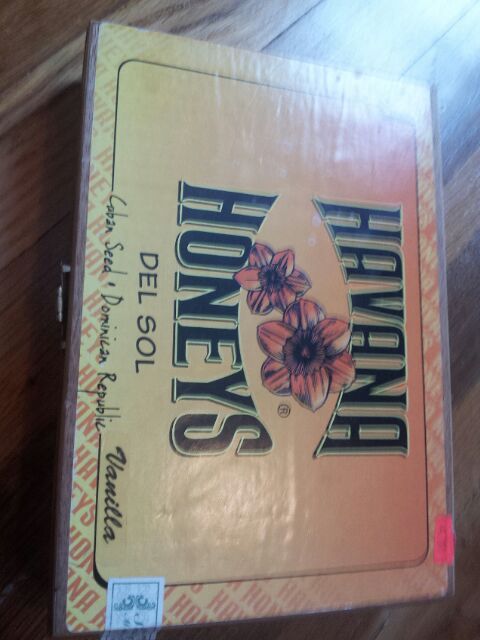 HAVANA
HONEYS
®
DEL SOL
Cuban Seed, Dominican Republic Vanilla